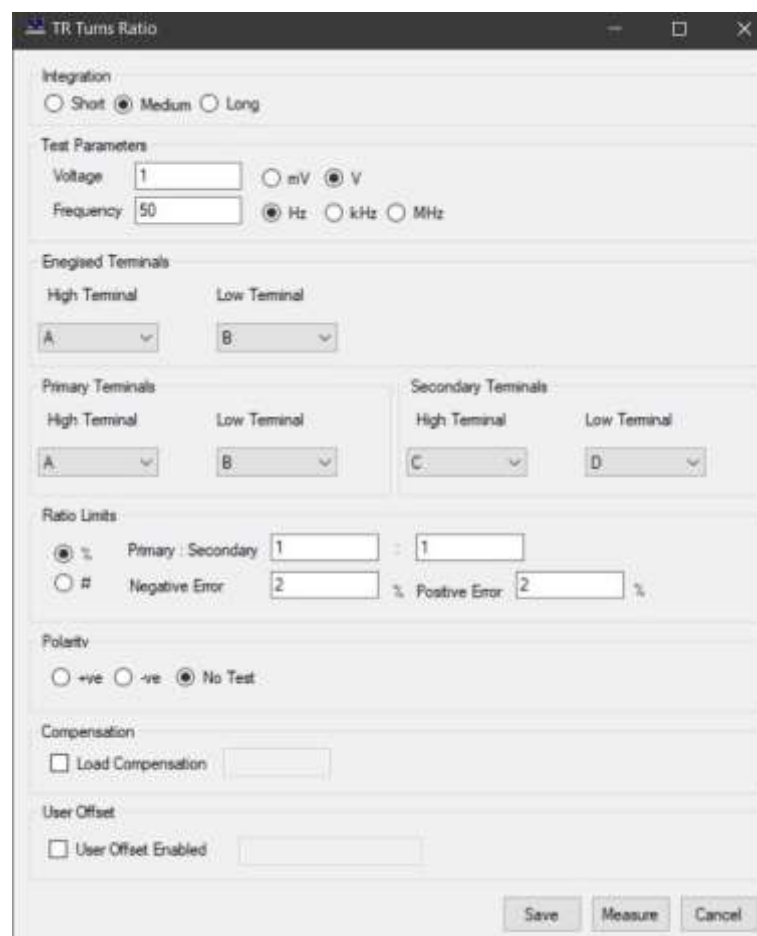 TR Turns Ratio
Integration
Short Medium Long
Test Parameters
Voltage 1 mV V
Frequency 50 Hz kHz MHz
Enegised Terminals
High Terminal Low Terminal
A B
Primary Terminals Secondary Terminals
High Terminal Low Terminal High Terminal Low Terminal
A B C D
Ratio Limits
% Primary : Secondary 1 : 1
# Negative Error 2 % Positive Error 2 %
Polarity
+ve -ve No Test
Compensation
Load Compensation
User Offset
User Offset Enabled
Save Measure Cancel